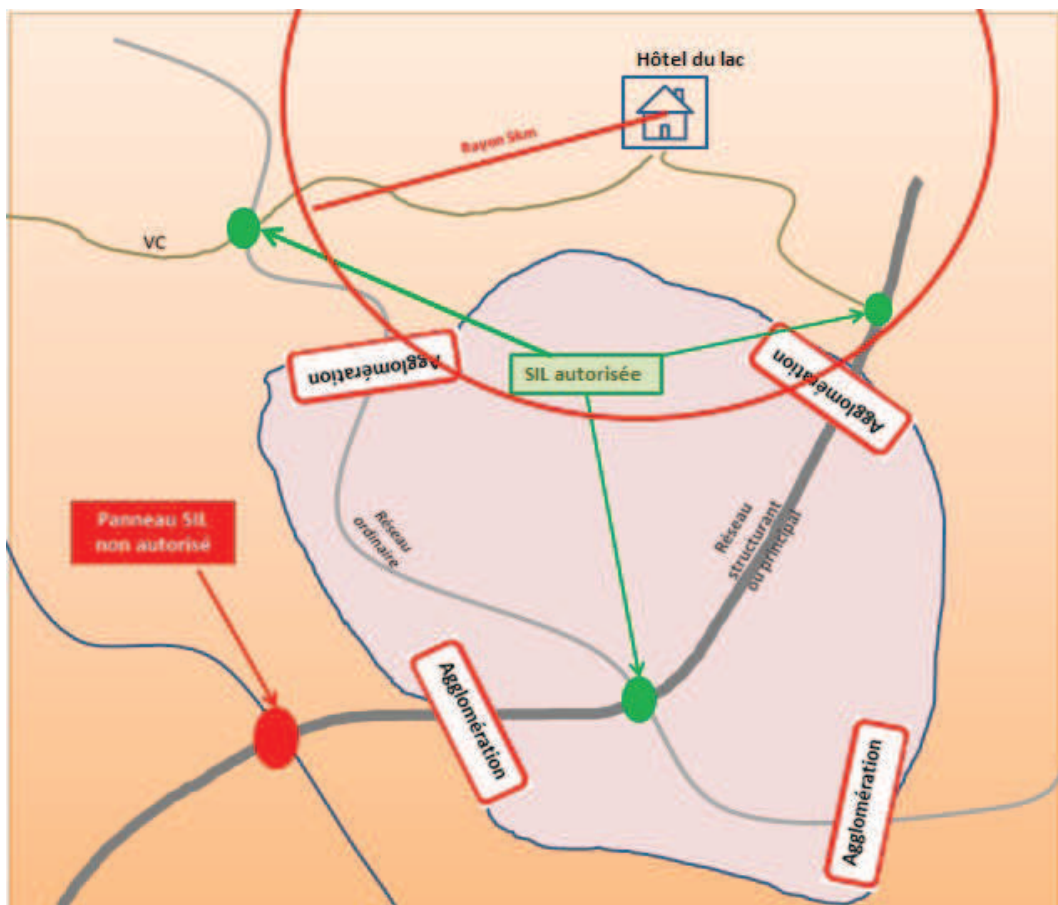 Hôtel du lac
Rayon 5km
VC
Agglomération
SIL autorisée
Agglomération
Panneau SIL
non autorisé
Réseau
ordinaire
Réseau
structurant
ou principal
Agglomération
Agglomération